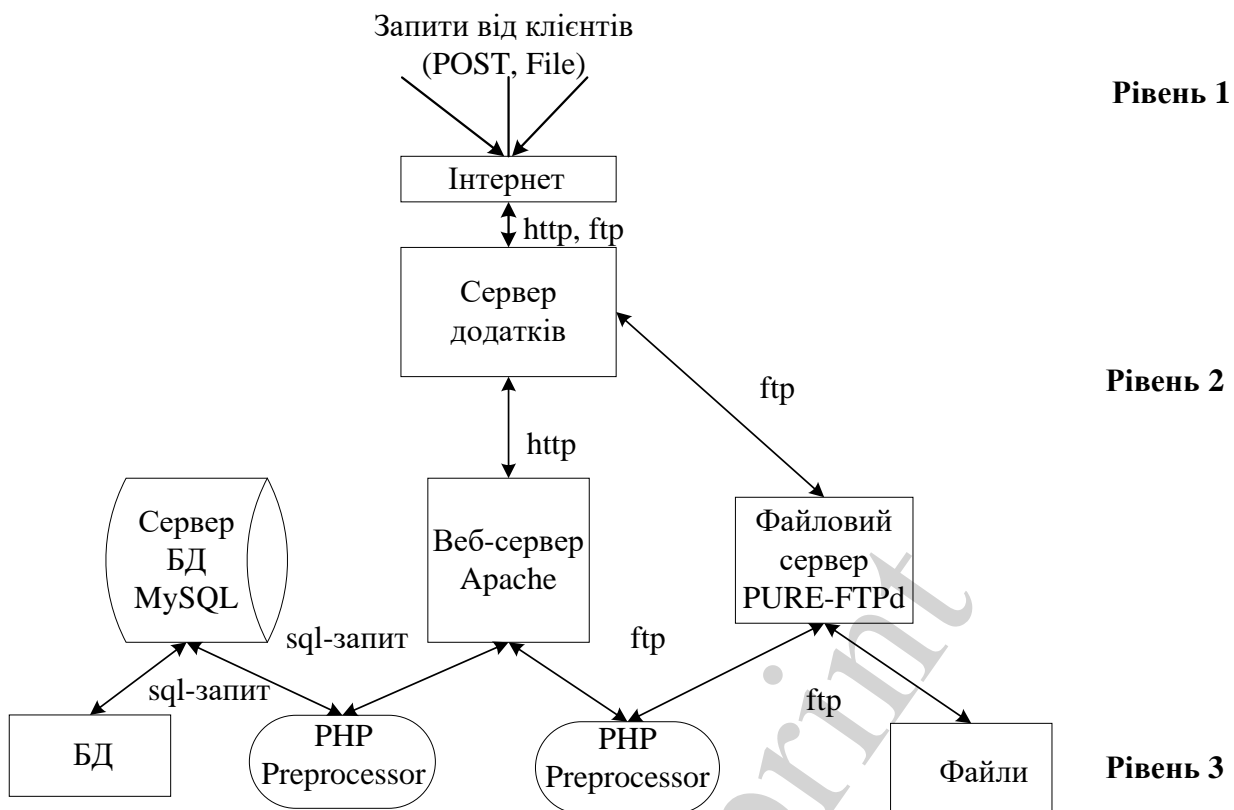 Запити від клієнтів
(POST, File)
Рівень 1
Інтернет
http, ftp
Сервер
додатків
Рівень 2
ftp
http
Сервер
БД
MySQL
Веб-сервер
Apache
Файловий
сервер
PURE-FTPd
sql-запит
ftp
sql-запит
ftp
БД
PHP
Preprocessor
PHP
Preprocessor
Файли
Рівень 3
print